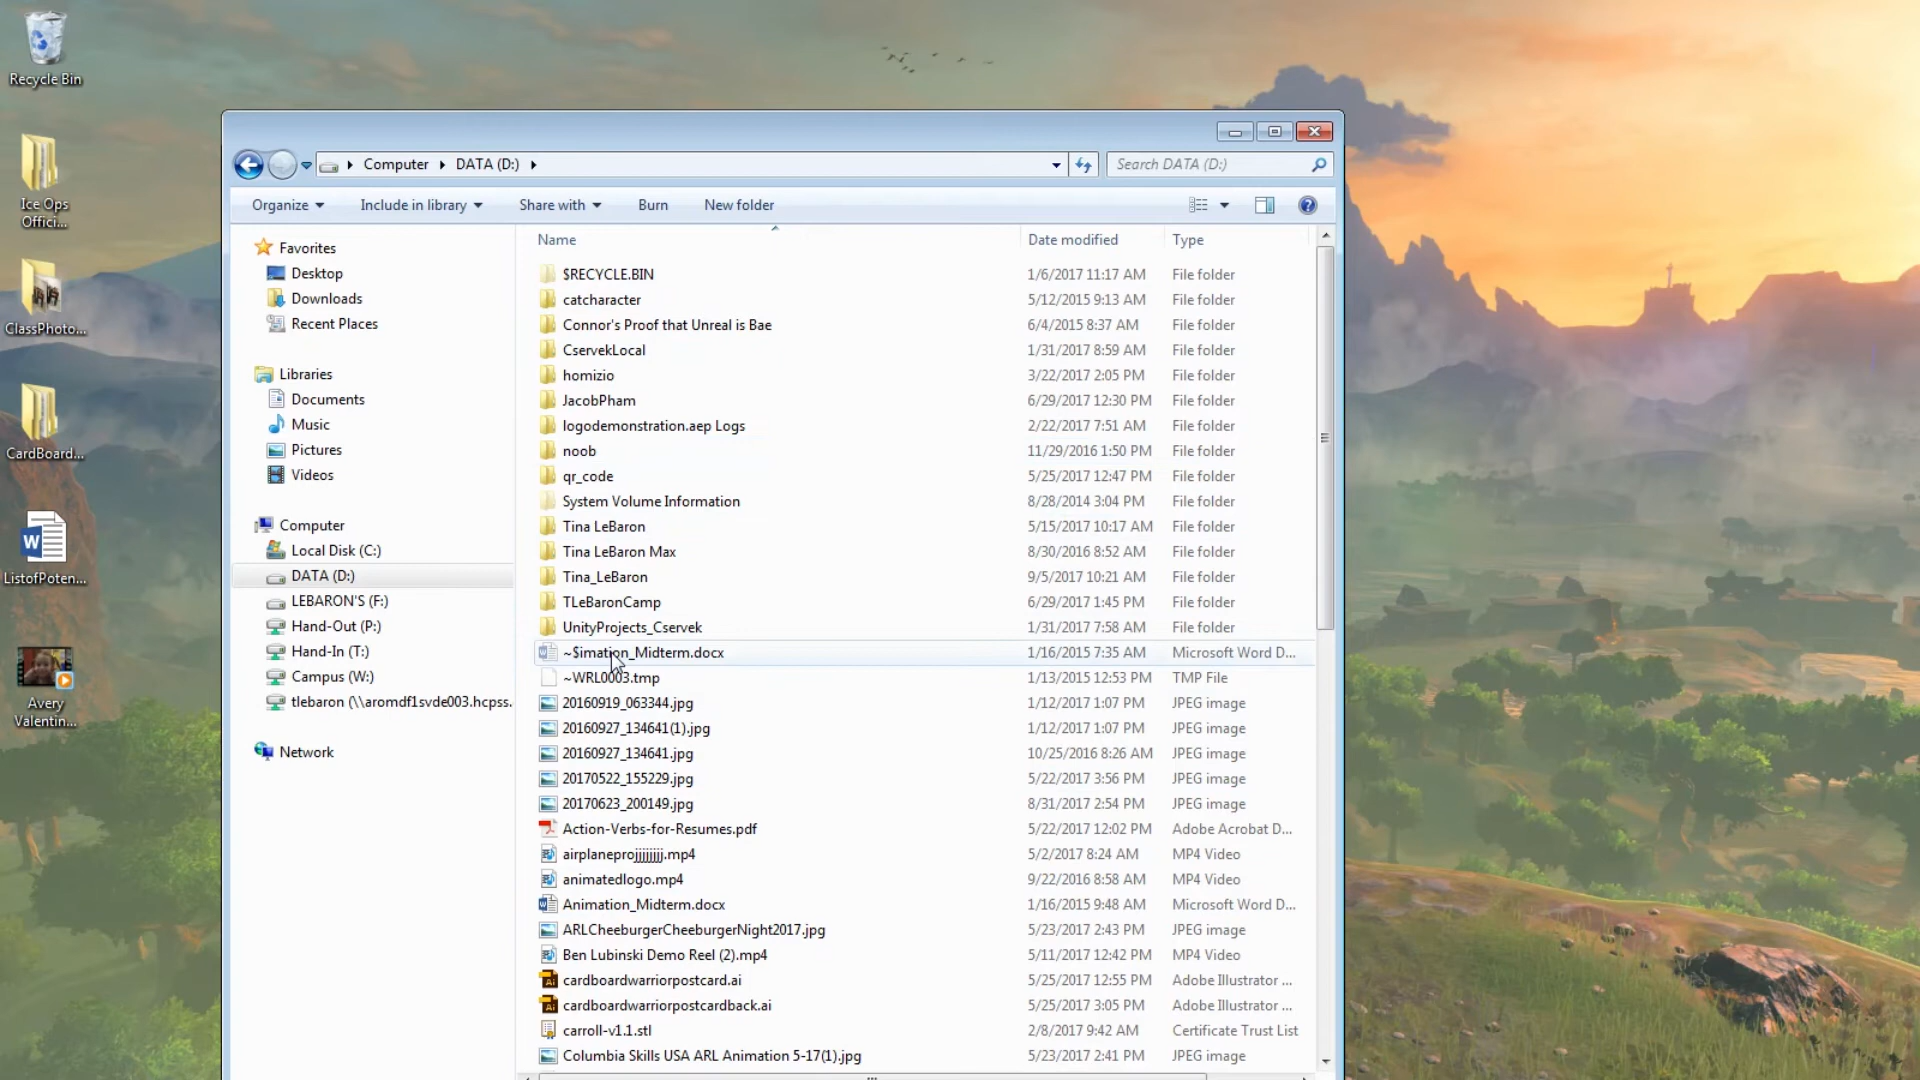 Recycle Bin
Ice Ops
Offici...
ClassPhoto...
CardBoard...
ListofPoten...
Avery
Valentin...
Computer DATA (D:)
Search DATA (D:)
Organize Include in library Share with Burn New folder
Favorites
Desktop
Downloads
Recent Places
Libraries
Documents
Music
Pictures
Videos
Computer
Local Disk (C:)
DATA (D:)
LEBARON'S (F:)
Hand-Out (P:)
Hand-In (T:)
Campus (W:)
tlebaron (\\aromdf1svde003.hcpss.
Network
Name Date modified Type
$RECYCLE.BIN 1/6/2017 11:17 AM File folder
catcharacter 5/12/2015 9:13 AM File folder
Connor's Proof that Unreal is Bae 6/4/2015 8:37 AM File folder
CservekLocal 1/31/2017 8:59 AM File folder
homizio 3/22/2017 2:05 PM File folder
JacobPham 6/29/2017 12:30 PM File folder
logodemonstration.aep Logs 2/22/2017 7:51 AM File folder
noob 11/29/2016 1:50 PM File folder
qr_code 5/25/2017 12:47 PM File folder
System Volume Information 8/28/2014 3:04 PM File folder
Tina LeBaron 5/15/2017 10:17 AM File folder
Tina LeBaron Max 8/30/2016 8:52 AM File folder
Tina_LeBaron 9/5/2017 10:21 AM File folder
TLeBaronCamp 6/29/2017 1:45 PM File folder
UnityProjects_Cservek 1/31/2017 7:58 AM File folder
~$imation_Midterm.docx 1/16/2015 7:35 AM Microsoft Word D...
~WRL0003.tmp 1/13/2015 12:53 PM TMP File
20160919_063344.jpg 1/12/2017 1:07 PM JPEG image
20160927_134641(1).jpg 1/12/2017 1:07 PM JPEG image
20160927_134641.jpg 10/25/2016 8:26 AM JPEG image
20170522_155229.jpg 5/22/2017 3:56 PM JPEG image
20170623_200149.jpg 8/31/2017 2:54 PM JPEG image
Action-Verbs-for-Resumes.pdf 5/22/2017 12:02 PM Adobe Acrobat D...
airplaneprojjjjjjjjj.mp4 5/2/2017 8:24 AM MP4 Video
animatedlogo.mp4 9/22/2016 8:58 AM MP4 Video
Animation_Midterm.docx 1/16/2015 9:48 AM Microsoft Word D...
ARLCheeburgerCheeburgerNight2017.jpg 5/23/2017 2:43 PM JPEG image
Ben Lubinski Demo Reel (2).mp4 5/11/2017 12:42 PM MP4 Video
cardboardwarriorpostcard.ai 5/25/2017 12:55 PM Adobe Illustrator ...
cardboardwarriorpostcardback.ai 5/25/2017 3:05 PM Adobe Illustrator ...
carroll-v1.1.stl 2/8/2017 9:42 AM Certificate Trust List
Columbia Skills USA ARL Animation 5-17(1).jpg 5/23/2017 2:41 PM JPEG image